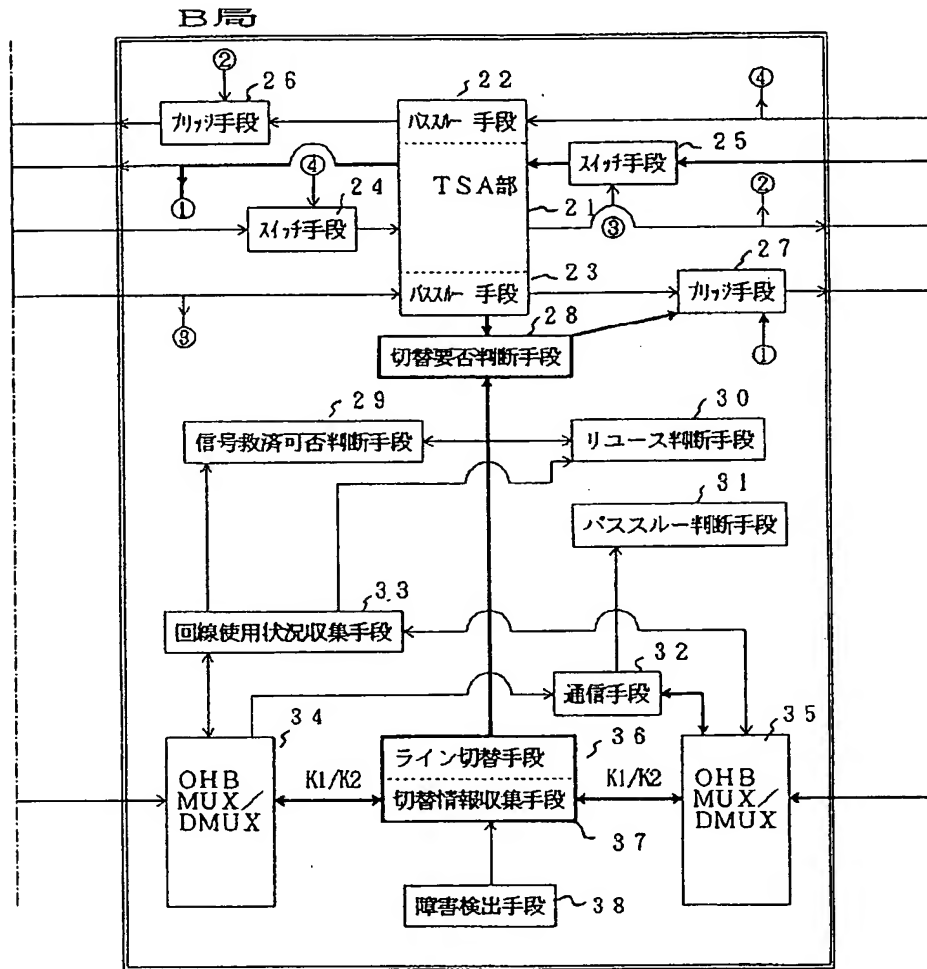 B局
② ２６ ２２ ④
ブリッジ手段 パススルー 手段 ２５
④ ２４ TSA部 スイッチ手段 ②
① スイッチ手段 ２１ ③
２３ ２７
③ パススルー 手段 ブリッジ手段
２８
切替要否判断手段 ①
２９ ３０
信号救済可否判断手段 リユース判断手段
３１
パススルー判断手段
３３
回線使用状況収集手段 ３２
通信手段
３４ ３５
ライン切替手段 ３６
OHB MUX／DMUX K1/K2 切替情報収集手段 K1/K2 OHB MUX／DMUX
３７
障害検出手段 ３８